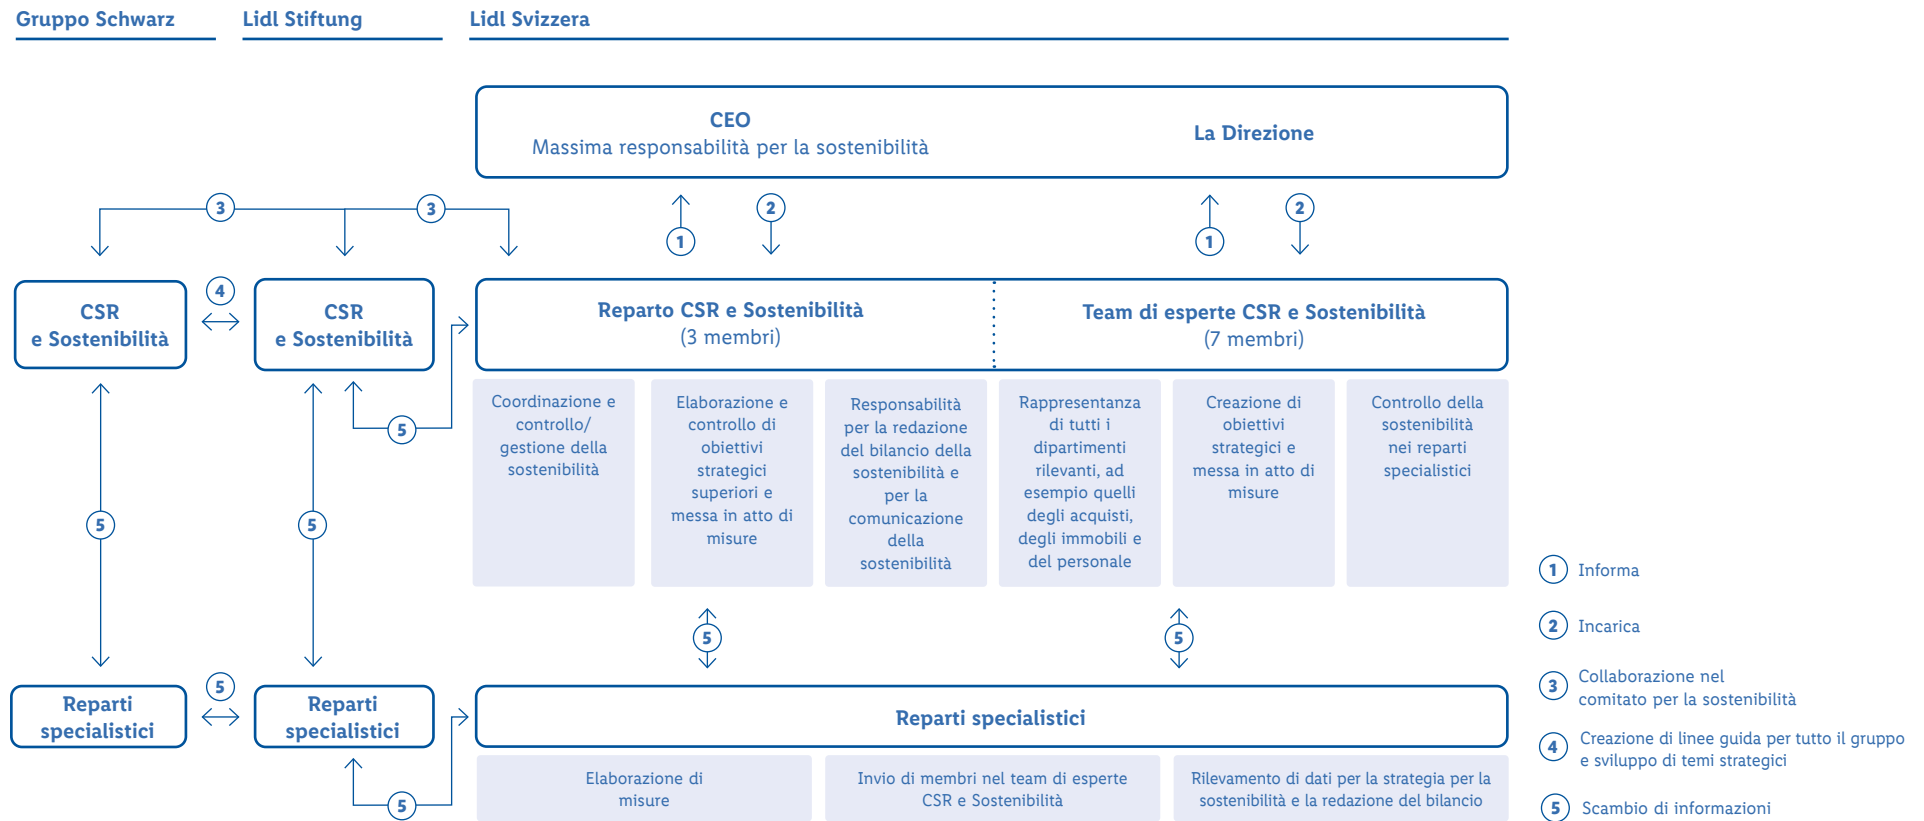 Gruppo Schwarz
Lidl Stiftung
Lidl Svizzera
CEO
Massima responsabilità per la sostenibilità
La Direzione
3
3
1
2
1
2
CSR
e Sostenibilità
4
CSR
e Sostenibilità
Reparto CSR e Sostenibilità
(3 membri)
Team di esperte CSR e Sostenibilità
(7 membri)
5
Coordinazione e
controllo/
gestione della
sostenibilità
Elaborazione e
controllo di
obiettivi
strategici
superiori e
messa in atto di
misure
Responsabilità
per la redazione
del bilancio della
sostenibilità e
per la
comunicazione
della
sostenibilità
Rappresentanza
di tutti i
dipartimenti
rilevanti, ad
esempio quelli
degli acquisti,
degli immobili e
del personale
Creazione di
obiettivi
strategici e
messa in atto di
misure
Controllo della
sostenibilità
nei reparti
specialistici
5
5
5
5
Reparti
specialistici
5
Reparti
specialistici
Reparti specialistici
5
Elaborazione di
misure
Invio di membri nel team di esperte
CSR e Sostenibilità
Rilevamento di dati per la strategia per la
sostenibilità e la redazione del bilancio
1 Informa
2 Incarica
3 Collaborazione nel
comitato per la sostenibilità
4 Creazione di linee guida per tutto il gruppo
e sviluppo di temi strategici
5 Scambio di informazioni